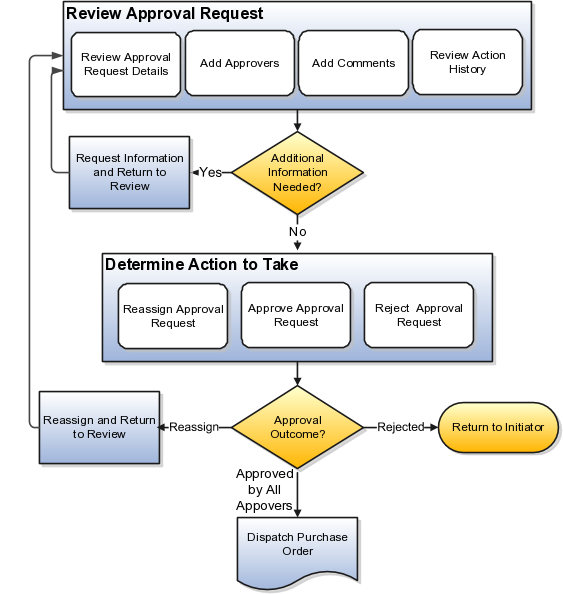 Review Approval Request
Review Approval
Request Details
Add Approvers
Add Comments
Review Action
History
Additional
Information
Needed?
Yes
Request Information
and Return to
Review
No
Determine Action to Take
Reassign Approval
Request
Approve Approval
Request
Reject  Approval
Request
Approval
Outcome?
Reassign
Reassign and Return
to Review
Rejected
Return to Initiator
Approved
by All
Appovers
Dispatch Purchase
Order